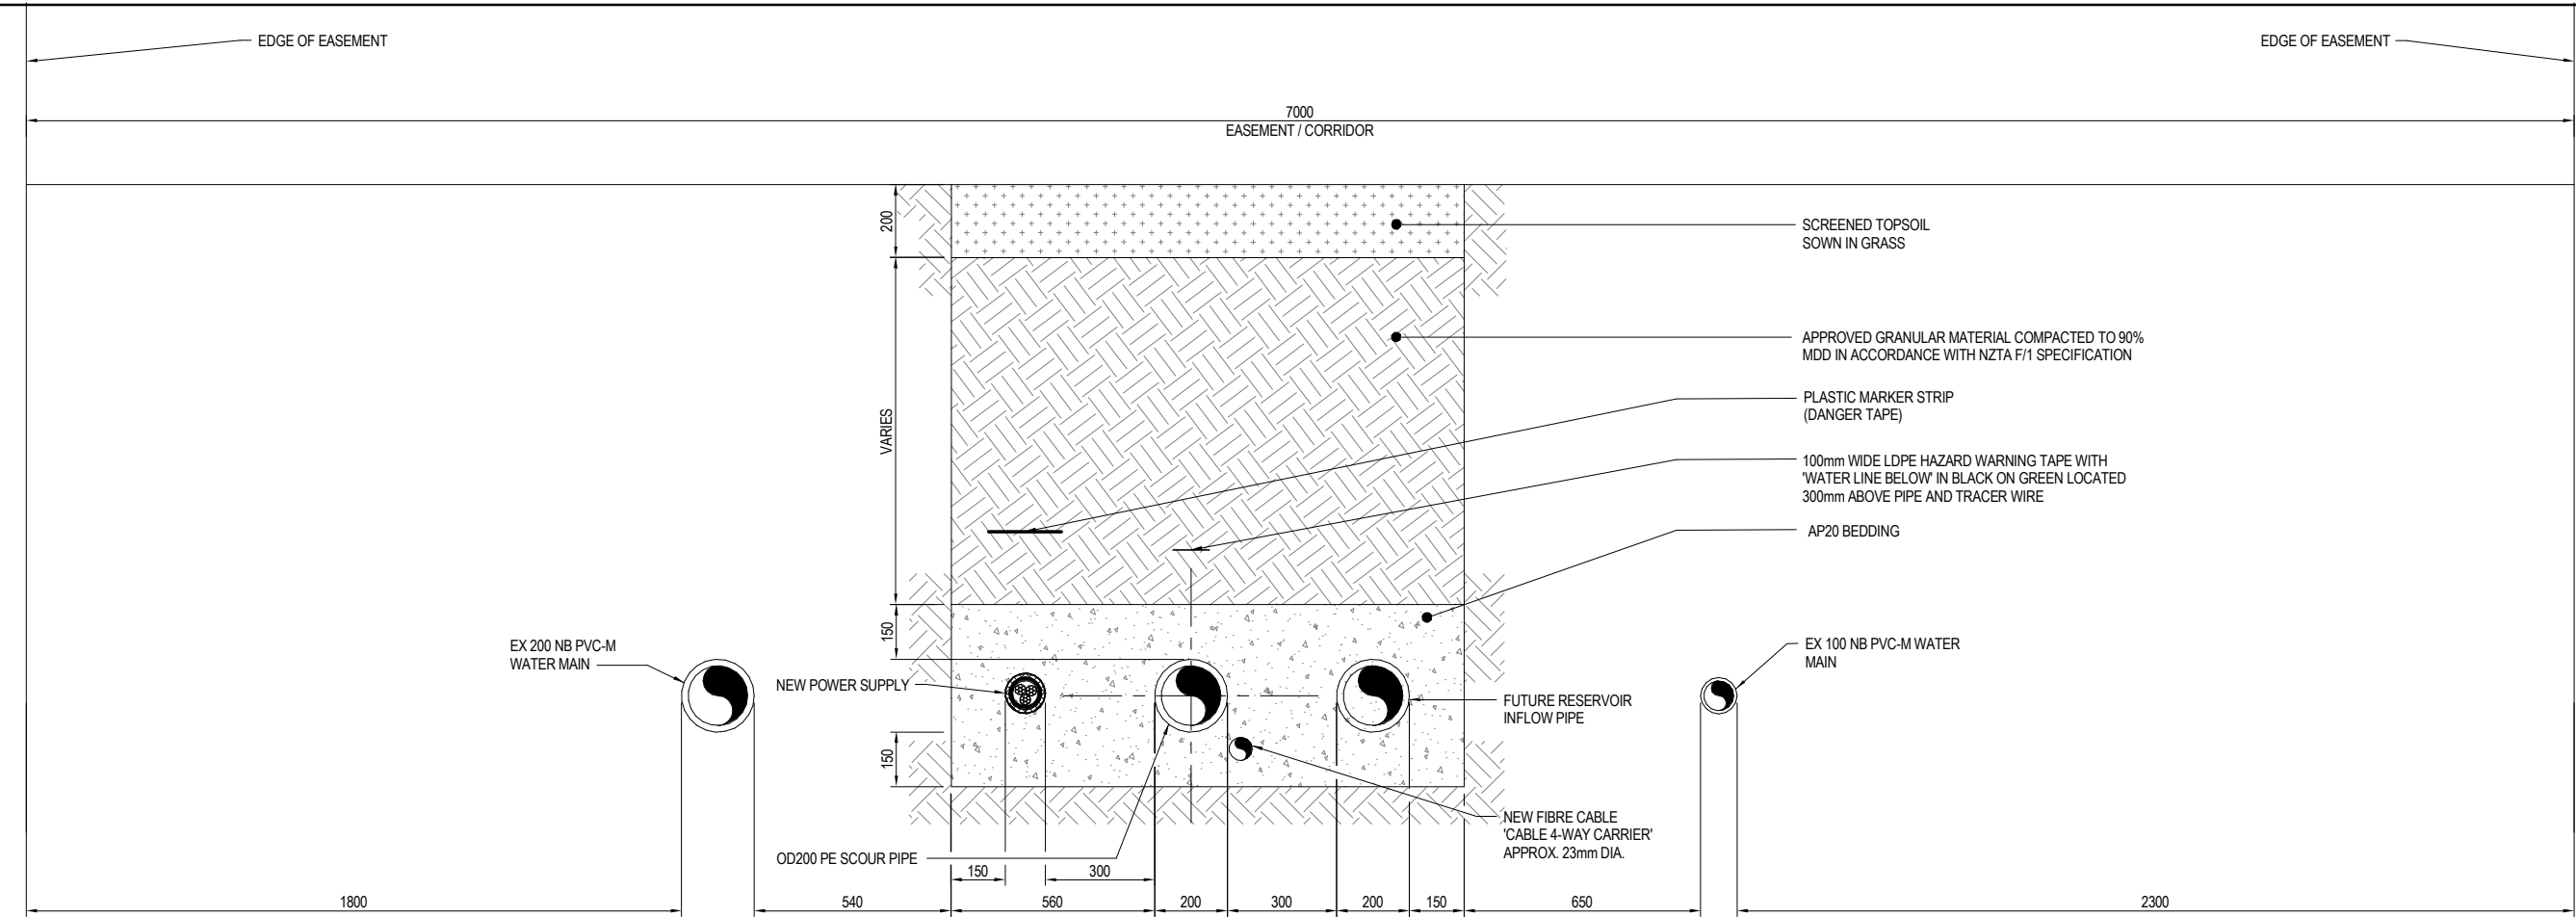 EDGE OF EASEMENT
EDGE OF EASEMENT
7000
EASEMENT / CORRIDOR
200
SCREENED TOPSOIL
SOWN IN GRASS
APPROVED GRANULAR MATERIAL COMPACTED TO 90%
MDD IN ACCORDANCE WITH NZTA F/1 SPECIFICATION
VARIES
PLASTIC MARKER STRIP
(DANGER TAPE)
100mm WIDE LDPE HAZARD WARNING TAPE WITH
'WATER LINE BELOW' IN BLACK ON GREEN LOCATED
300mm ABOVE PIPE AND TRACER WIRE
AP20 BEDDING
150
EX 200 NB PVC-M
WATER MAIN
EX 100 NB PVC-M WATER
MAIN
NEW POWER SUPPLY
FUTURE RESERVOIR
INFLOW PIPE
150
NEW FIBRE CABLE
'CABLE 4-WAY CARRIER'
APPROX. 23mm DIA.
OD200 PE SCOUR PIPE
150
300
1800
540
560
200
300
200
150
650
2300